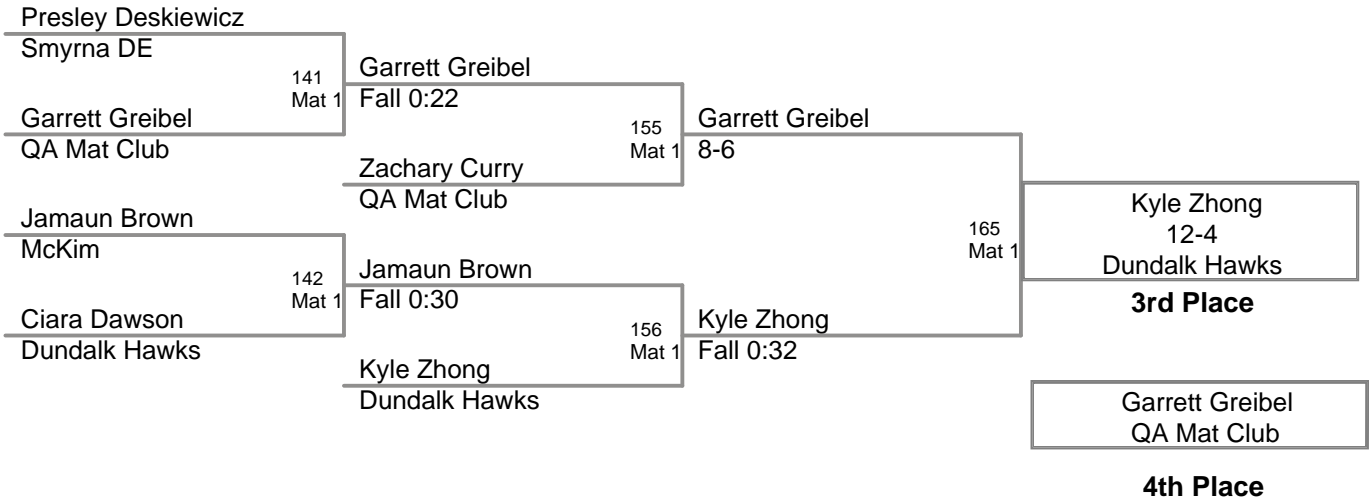 Presley Deskiewicz
Smyrna DE
141
Mat 1
Garrett Greibel
Fall 0:22
Garrett Greibel
QA Mat Club
155
Mat 1
Garrett Greibel
8-6
Zachary Curry
QA Mat Club
Jamaun Brown
McKim
165
Mat 1
Kyle Zhong
12-4
Dundalk Hawks
3rd Place
142
Mat 1
Jamaun Brown
Fall 0:30
Ciara Dawson
Dundalk Hawks
156
Mat 1
Kyle Zhong
Fall 0:32
Kyle Zhong
Dundalk Hawks
Garrett Greibel
QA Mat Club
4th Place